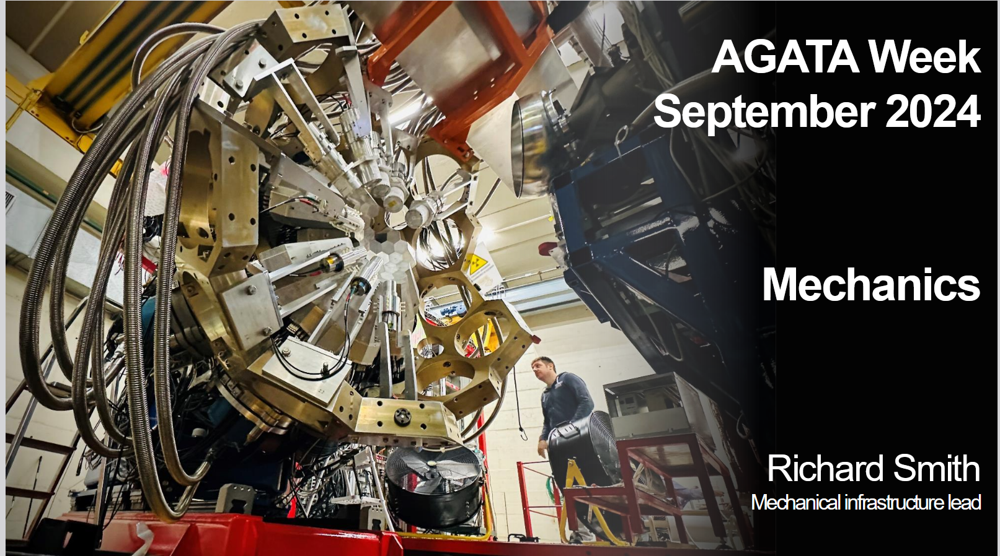 AGATA Week
September 2024
Mechanics
Richard Smith
Mechanical infrastructure lead